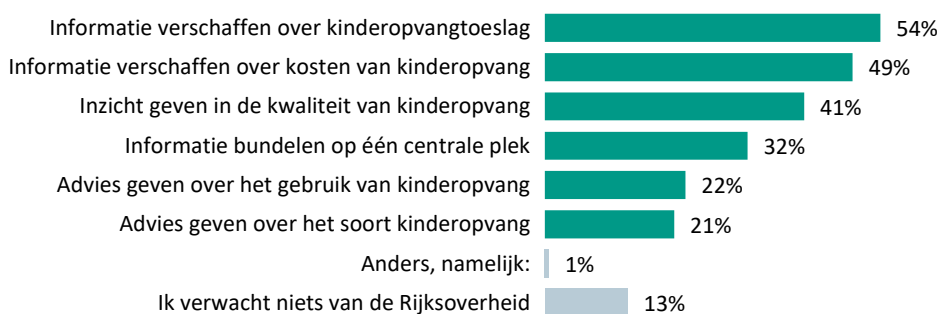 Informatie verschaffen over kinderopvangtoeslag 54%
Informatie verschaffen over kosten van kinderopvang 49%
Inzicht geven in de kwaliteit van kinderopvang 41%
Informatie bundelen op één centrale plek 32%
Advies geven over het gebruik van kinderopvang 22%
Advies geven over het soort kinderopvang 21%
Anders, namelijk: 1%
Ik verwacht niets van de Rijksoverheid 13%